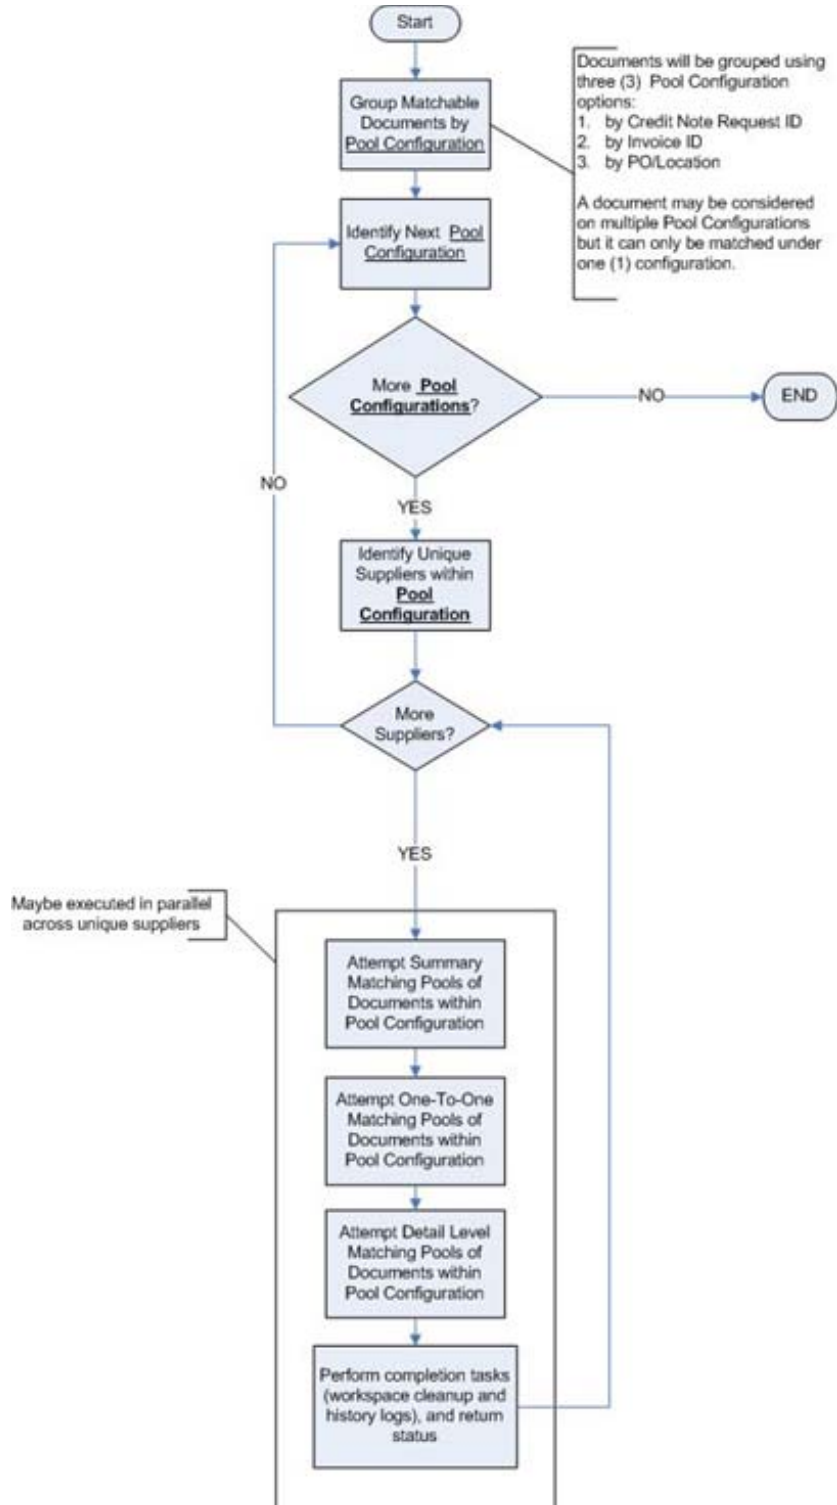 Start
Group Matchable
Documents by
Pool Configuration
Documents will be grouped using
three (3) Pool Configuration
options:
1. by Credit Note Request ID
2. by Invoice ID
3. by PO/Location
A document may be considered
on multiple Pool Configurations
but it can only be matched under
one (1) configuration.
Identify Next Pool
Configuration
More Pool
Configurations?
NO
END
YES
NO
Identify Unique
Suppliers within
Pool
Configuration
More
Suppliers?
YES
Maybe executed in parallel
across unique suppliers
Attempt Summary
Matching Pools of
Documents within
Pool Configuration
Attempt One-To-One
Matching Pools of
Documents within
Pool Configuration
Attempt Detail Level
Matching Pools of
Documents within
Pool Configuration
Perform completion tasks
(workspace cleanup and
history logs), and return
status